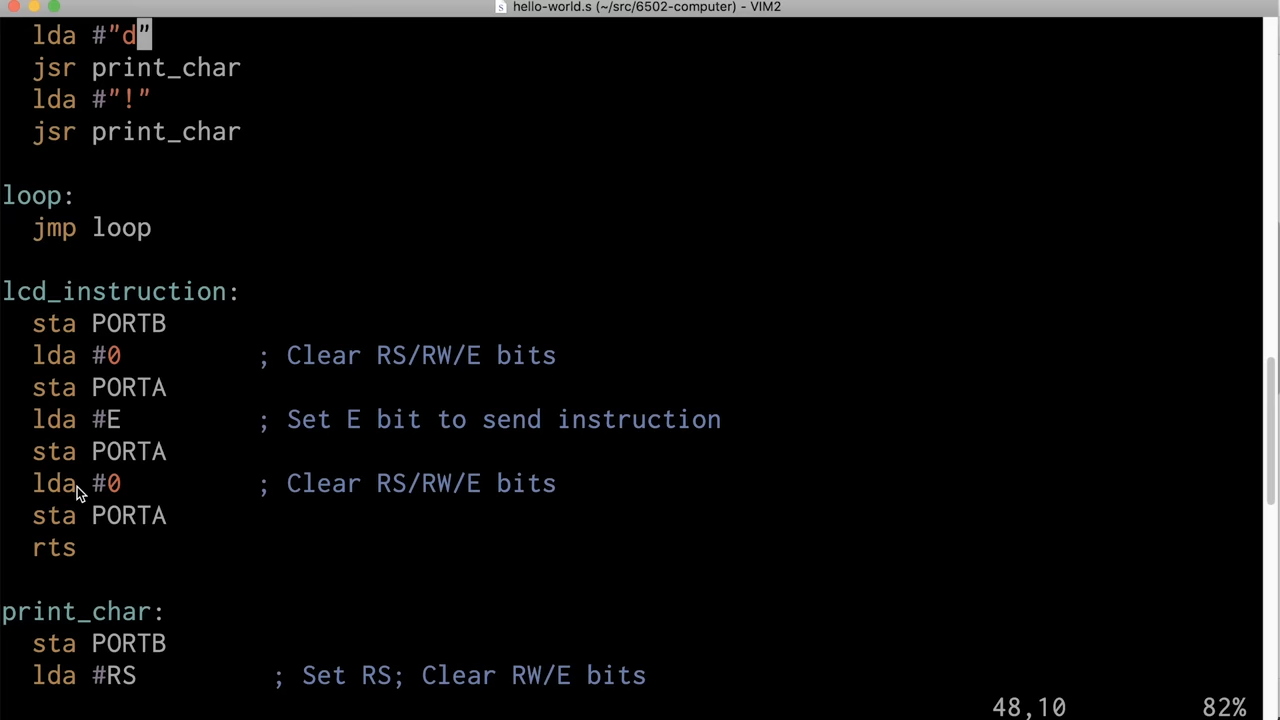 hello-world.s (~/src/6502-computer) - VIM2
lda #"d"
jsr print_char
lda #"!"
jsr print_char
loop:
jmp loop
lcd_instruction:
sta PORTB
lda #0 ; Clear RS/RW/E bits
sta PORTA
lda #E ; Set E bit to send instruction
sta PORTA
lda #0 ; Clear RS/RW/E bits
sta PORTA
rts
print_char:
sta PORTB
lda #RS ; Set RS; Clear RW/E bits
48,10 82%